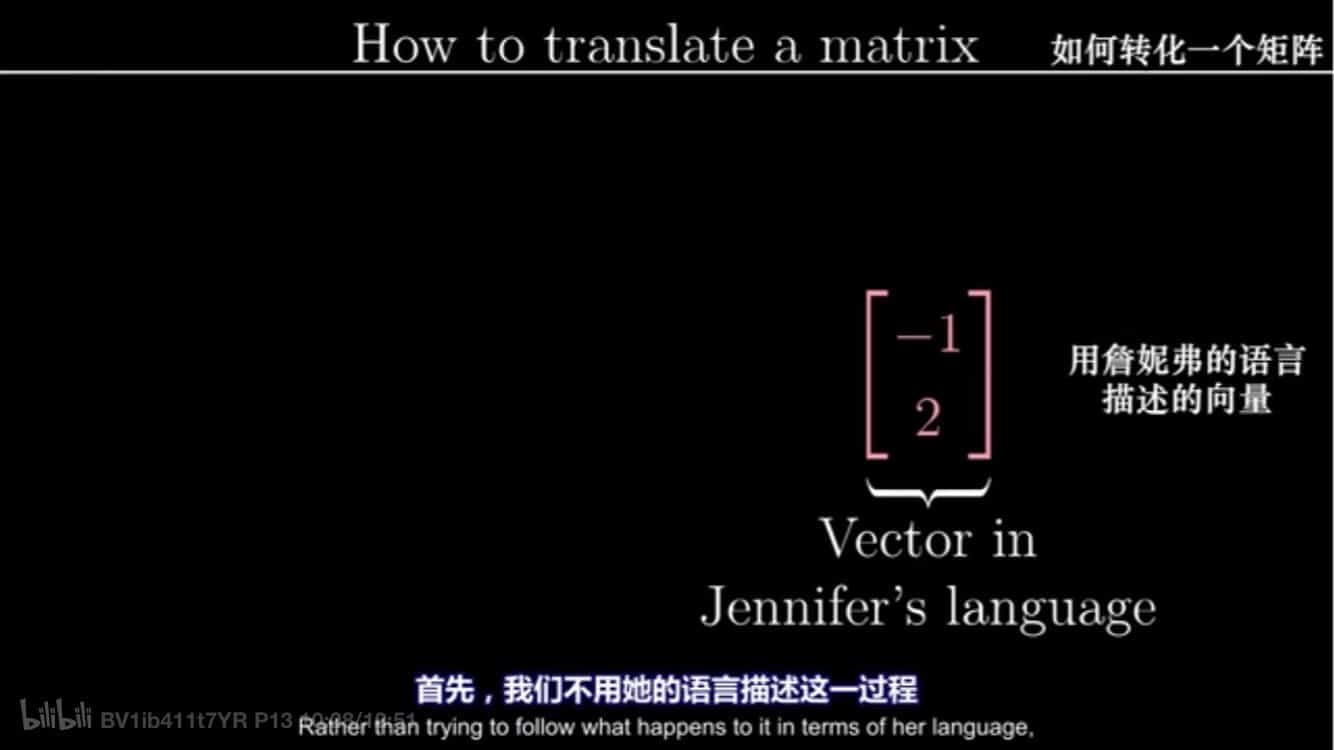 How to translate a matrix 如何转化一个矩阵
-1
2
用詹妮弗的语言
描述的向量
Vector in
Jennifer's language
首先，我们不用她的语言描述这一过程
bilibili BV1ib411t7YR P13
Rather than trying to follow what happens to it in terms of her language,